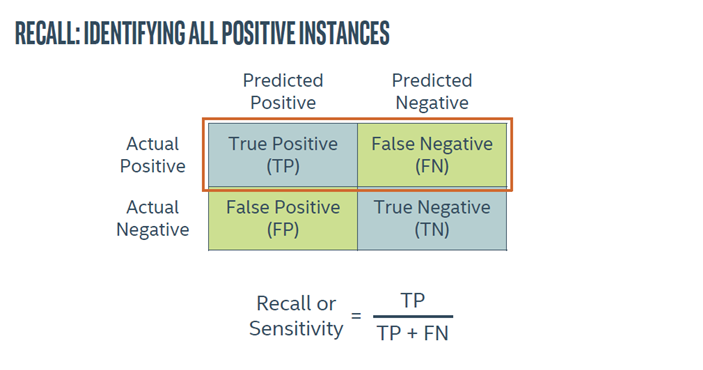 RECALL: IDENTIFYING ALL POSITIVE INSTANCES
Predicted Positive
Predicted Negative
Actual Positive
True Positive (TP)
False Negative (FN)
Actual Negative
False Positive (FP)
True Negative (TN)
Recall or Sensitivity = TP / TP + FN